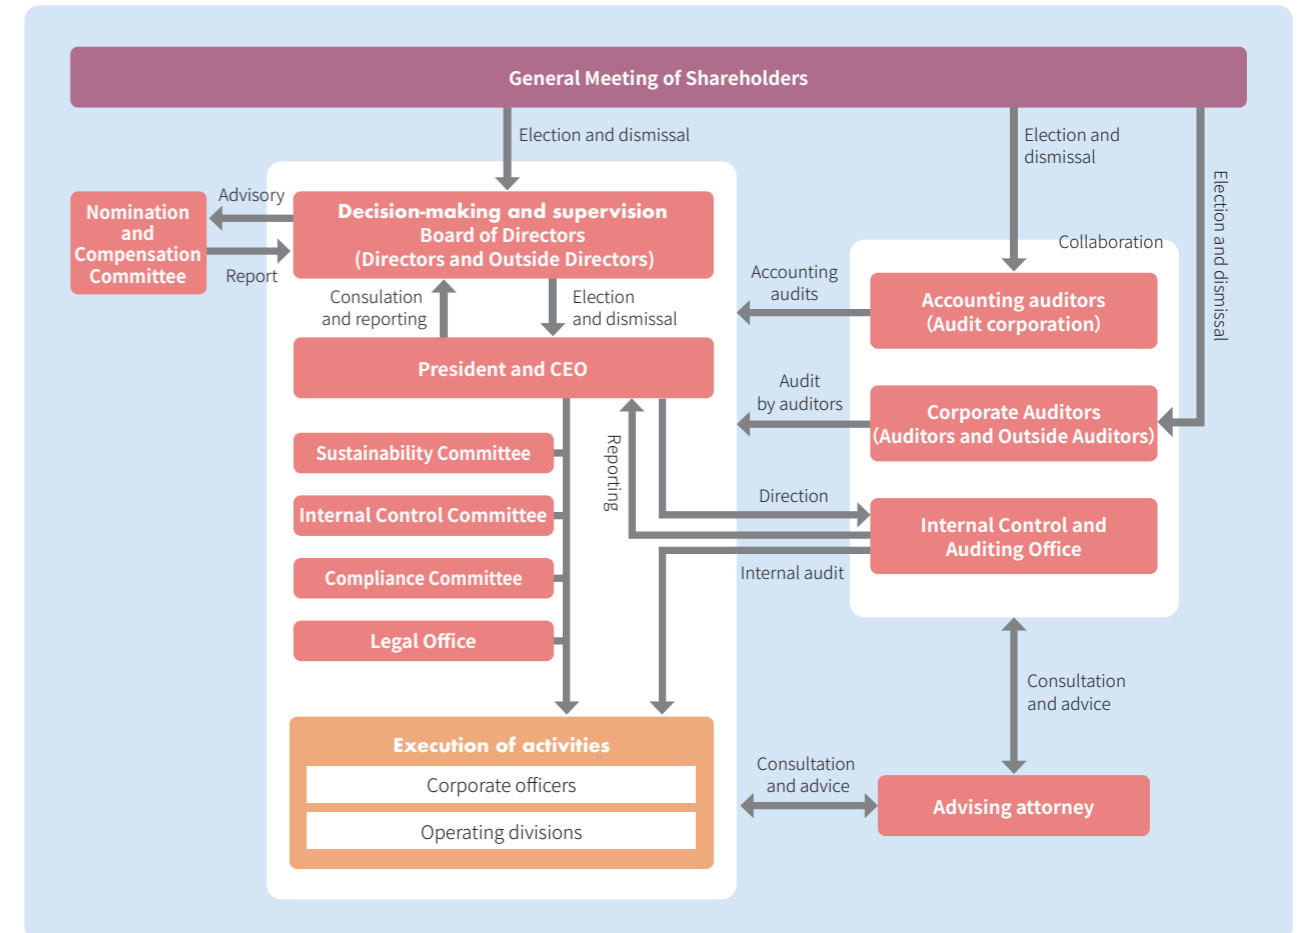 General Meeting of Shareholders
Election and dismissal
Election and
dismissal
Election and dismissal
Nomination
and
Compensation
Committee
Advisory
Report
Decision-making and supervision
Board of Directors
(Directors and Outside Directors)
Consulation
and reporting
Election
and dismissal
President and CEO
Collaboration
Accounting
audits
Accounting auditors
(Audit corporation)
Audit
by auditors
Corporate Auditors
(Auditors and Outside Auditors)
Sustainability Committee
Internal Control Committee
Compliance Committee
Legal Office
Reporting
Direction
Internal audit
Internal Control and
Auditing Office
Consultation
and advice
Execution of activities
Corporate officers
Operating divisions
Consultation
and advice
Advising attorney